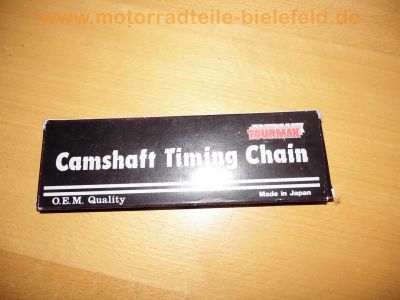 www.motorradteile-bielefeld.de
TOURMAX
Camshaft Timing Chain
O.E.M. Quality
Made in Japan